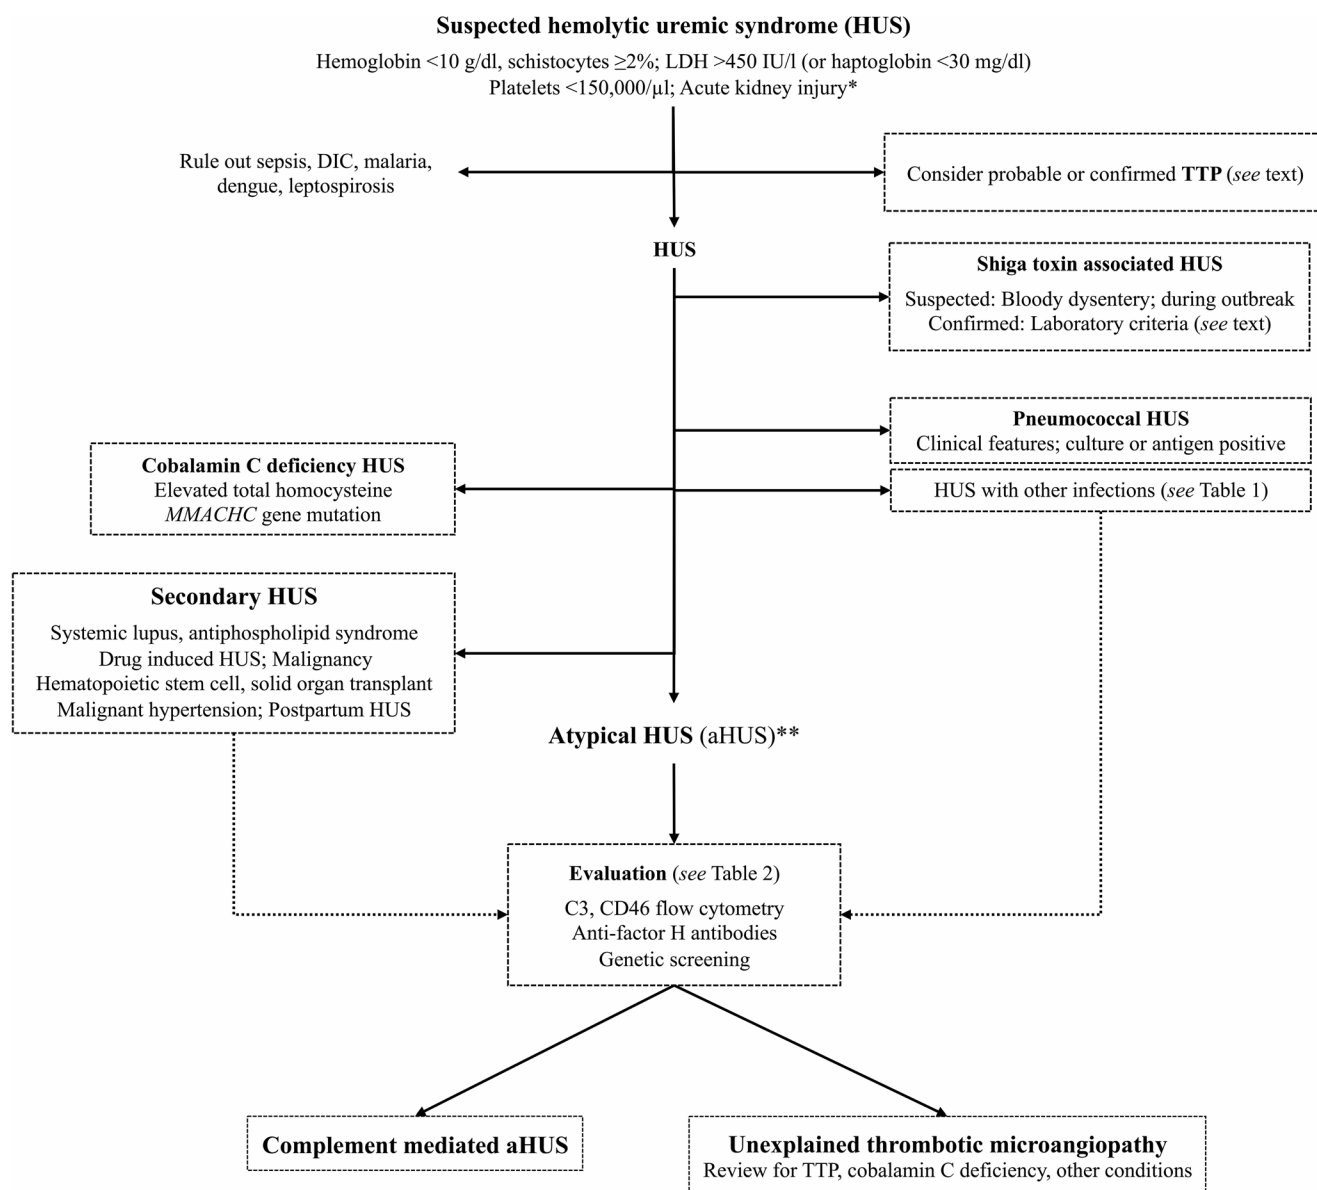 Suspected hemolytic uremic syndrome (HUS)
Hemoglobin <10 g/dl, schistocytes ≥2%; LDH >450 IU/l (or haptoglobin <30 mg/dl)
Platelets <150,000/µl; Acute kidney injury*
Rule out sepsis, DIC, malaria,
dengue, leptospirosis
Consider probable or confirmed TTP (see text)
HUS
Shiga toxin associated HUS
Suspected: Bloody dysentery; during outbreak
Confirmed: Laboratory criteria (see text)
Pneumococcal HUS
Clinical features; culture or antigen positive
Cobalamin C deficiency HUS
Elevated total homocysteine
MMACHC gene mutation
HUS with other infections (see Table 1)
Secondary HUS
Systemic lupus, antiphospholipid syndrome
Drug induced HUS; Malignancy
Hematopoietic stem cell, solid organ transplant
Malignant hypertension; Postpartum HUS
Atypical HUS (aHUS)**
Evaluation (see Table 2)
C3, CD46 flow cytometry
Anti-factor H antibodies
Genetic screening
Complement mediated aHUS
Unexplained thrombotic microangiopathy
Review for TTP, cobalamin C deficiency, other conditions